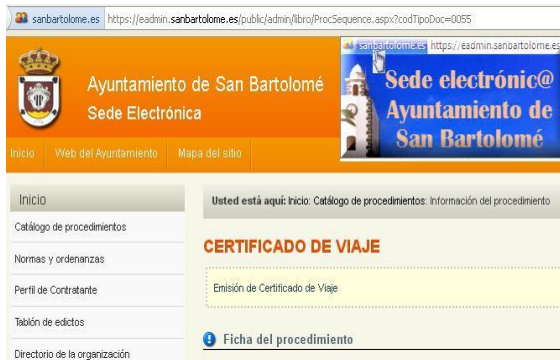 sanbartolome.es https://eadmin.sanbartolome.es/public/admin/libro/ProcSequence.aspx?codTipoDoc=0055
sanbartolome.es https://eadmin.sanbartolome.es
Ayuntamiento de San Bartolomé
Sede Electrónica
Sede electrónic@
Ayuntamiento de
San Bartolomé
Inicio Web del Ayuntamiento Mapa del sitio
Inicio
Usted está aquí: Inicio: Catálogo de procedimientos: Información del procedimiento
Catálogo de procedimientos
CERTIFICADO DE VIAJE
Normas y ordenanzas
Emisión de Certificado de Viaje
Perfil de Contratante
Tablón de edictos
Ficha del procedimiento
Directorio de la organización